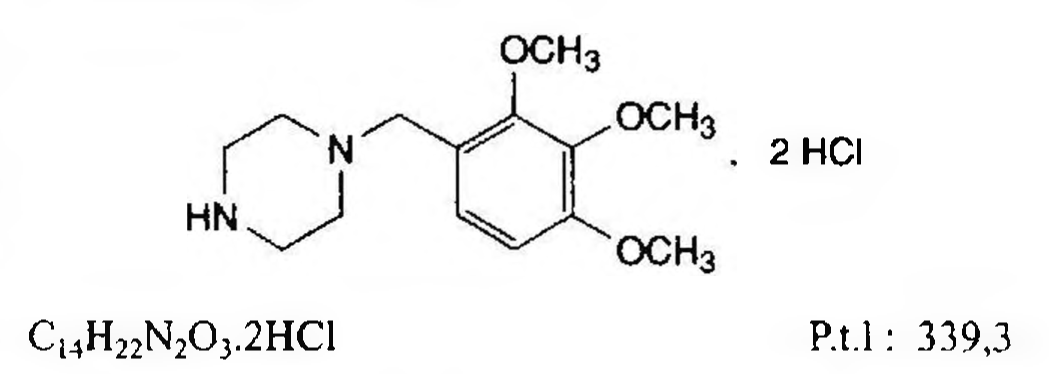 OCH₃
OCH₃
N
. 2 HCl
HN
OCH₃
C₁₄H₂₂N₂O₃.2HCl P.t.l : 339,3